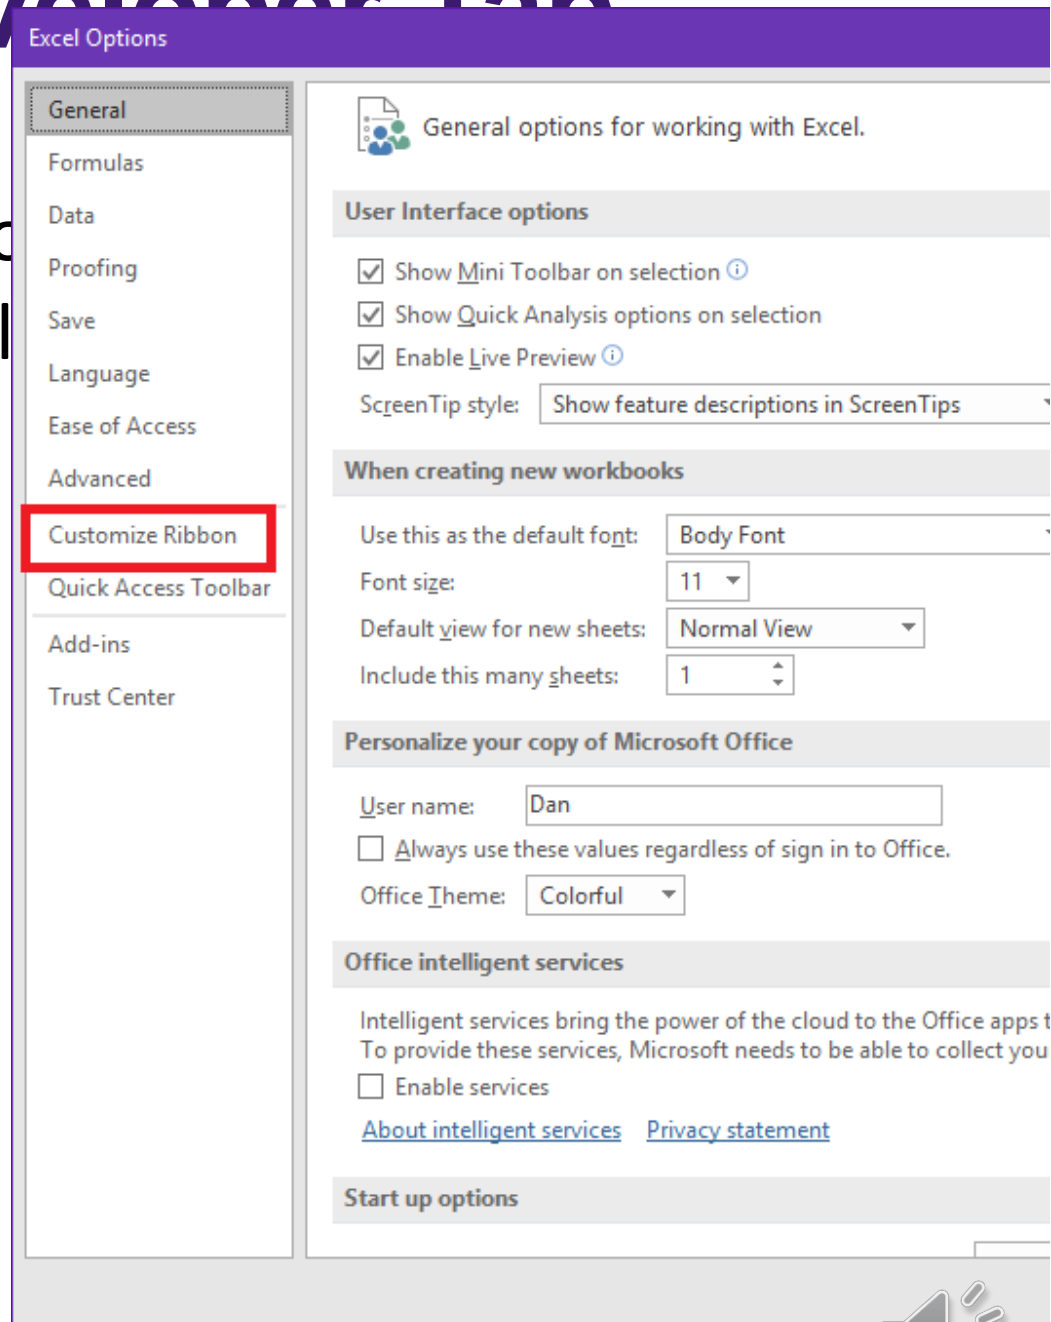 Excel Options
General
Formulas
Data
Proofing
Save
Language
Ease of Access
Advanced
Customize Ribbon
Quick Access Toolbar
Add-ins
Trust Center
General options for working with Excel.
User Interface options
Show Mini Toolbar on selection
Show Quick Analysis options on selection
Enable Live Preview
ScreenTip style: Show feature descriptions in ScreenTips
When creating new workbooks
Use this as the default font: Body Font
Font size: 11
Default view for new sheets: Normal View
Include this many sheets: 1
Personalize your copy of Microsoft Office
User name: Dan
Always use these values regardless of sign in to Office.
Office Theme: Colorful
Office intelligent services
Intelligent services bring the power of the cloud to the Office apps
To provide these services, Microsoft needs to be able to collect
Enable services
About intelligent services Privacy statement
Start up options